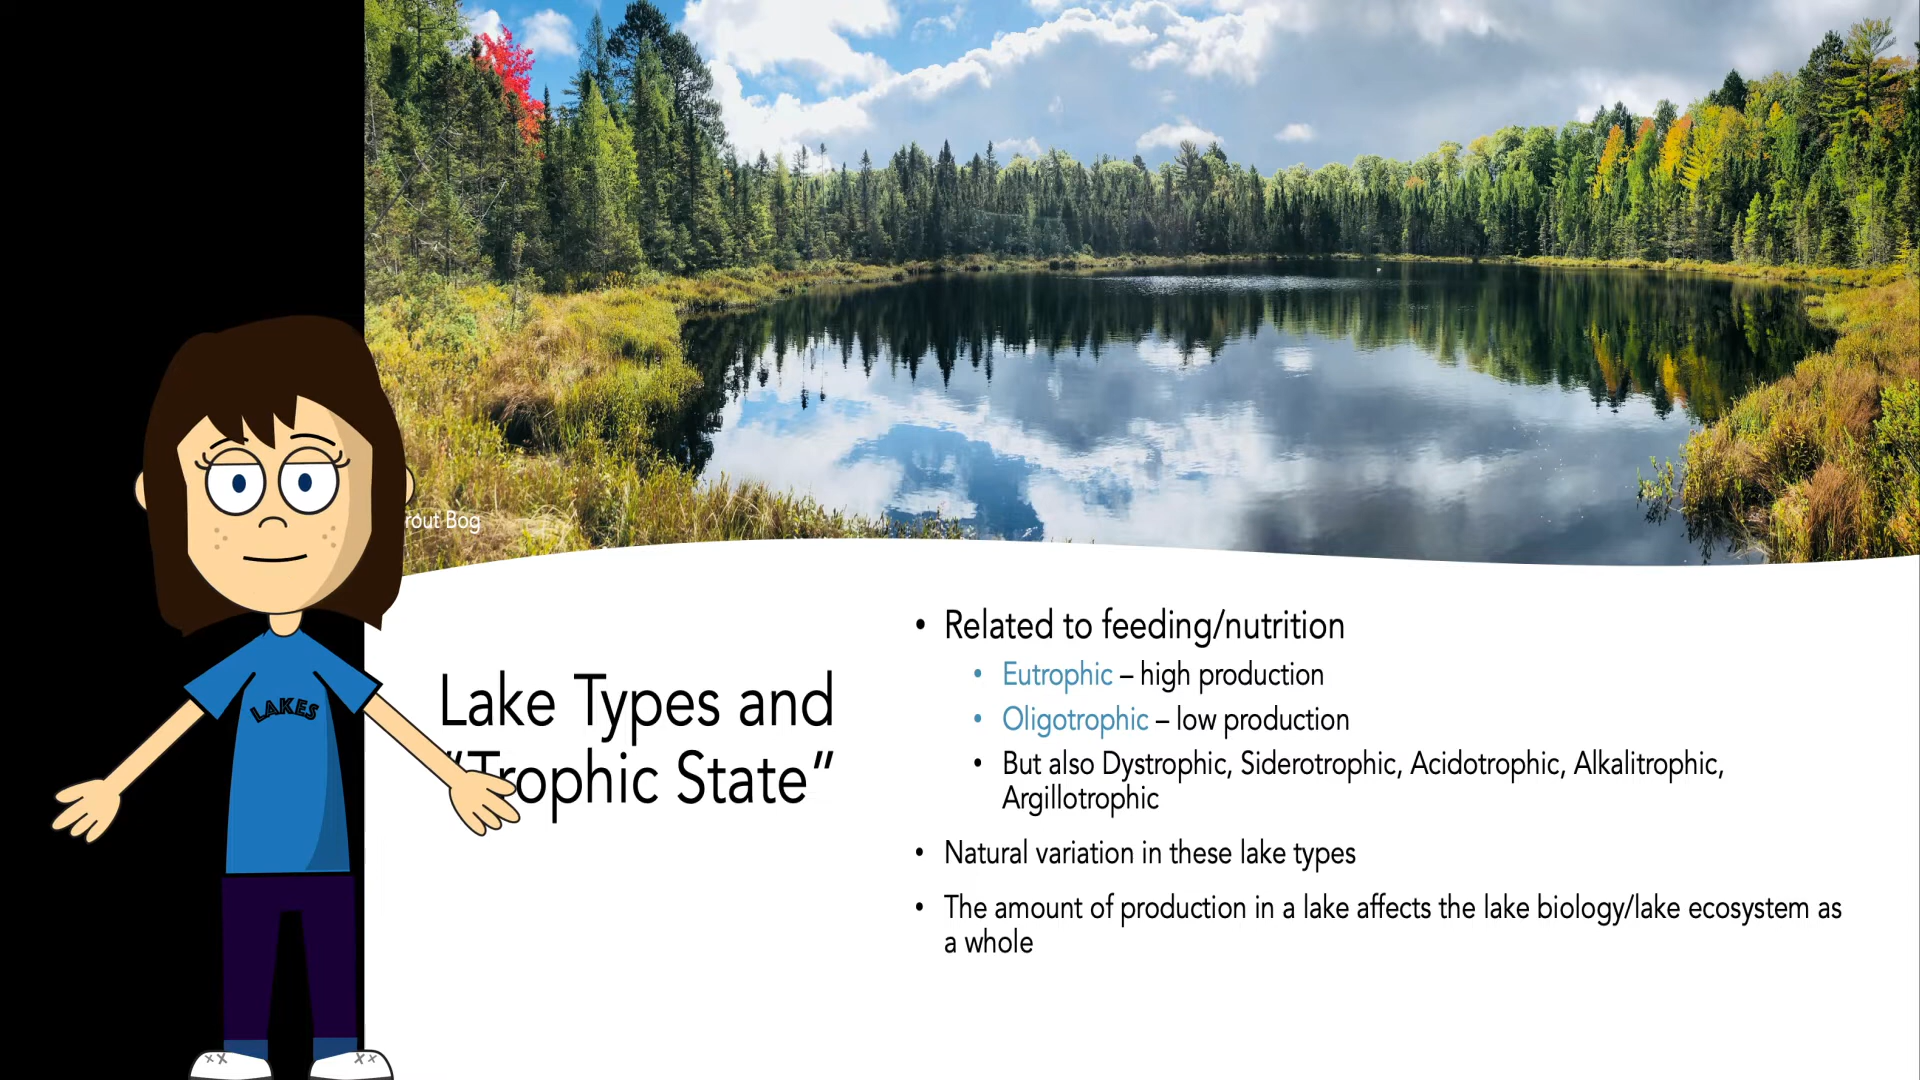 rout Bog
LAKES
Lake Types and
“Trophic State”
• Related to feeding/nutrition
• Eutrophic – high production
• Oligotrophic – low production
• But also Dystrophic, Siderotrophic, Acidotrophic, Alkalitrophic,
Argillotrophic
• Natural variation in these lake types
• The amount of production in a lake affects the lake biology/lake ecosystem as
a whole